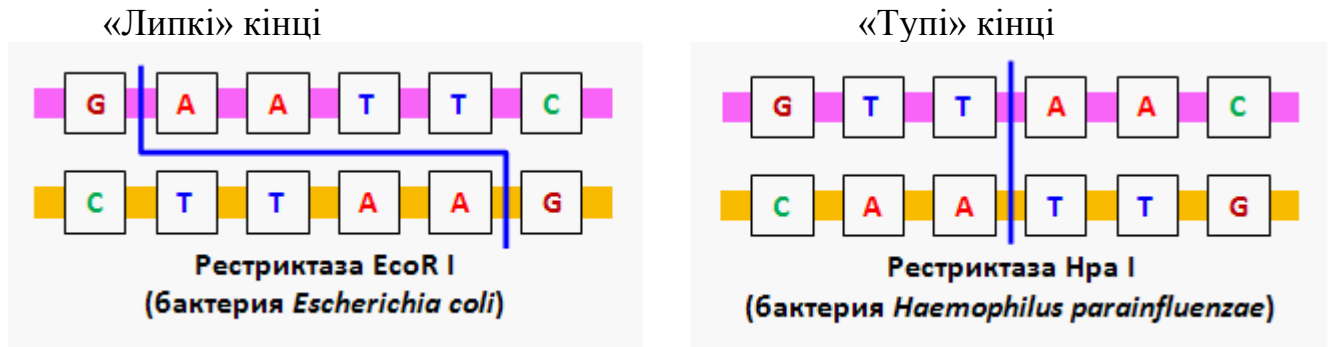 «Липкі» кінці
G A A T T C
C T T A A G
Рестриктаза EcoR I
(бактерия Escherichia coli)
«Тупі» кінці
G T T A A C
C A A T T G
Рестриктаза Hpa I
(бактерия Haemophilus parainfluenzae)